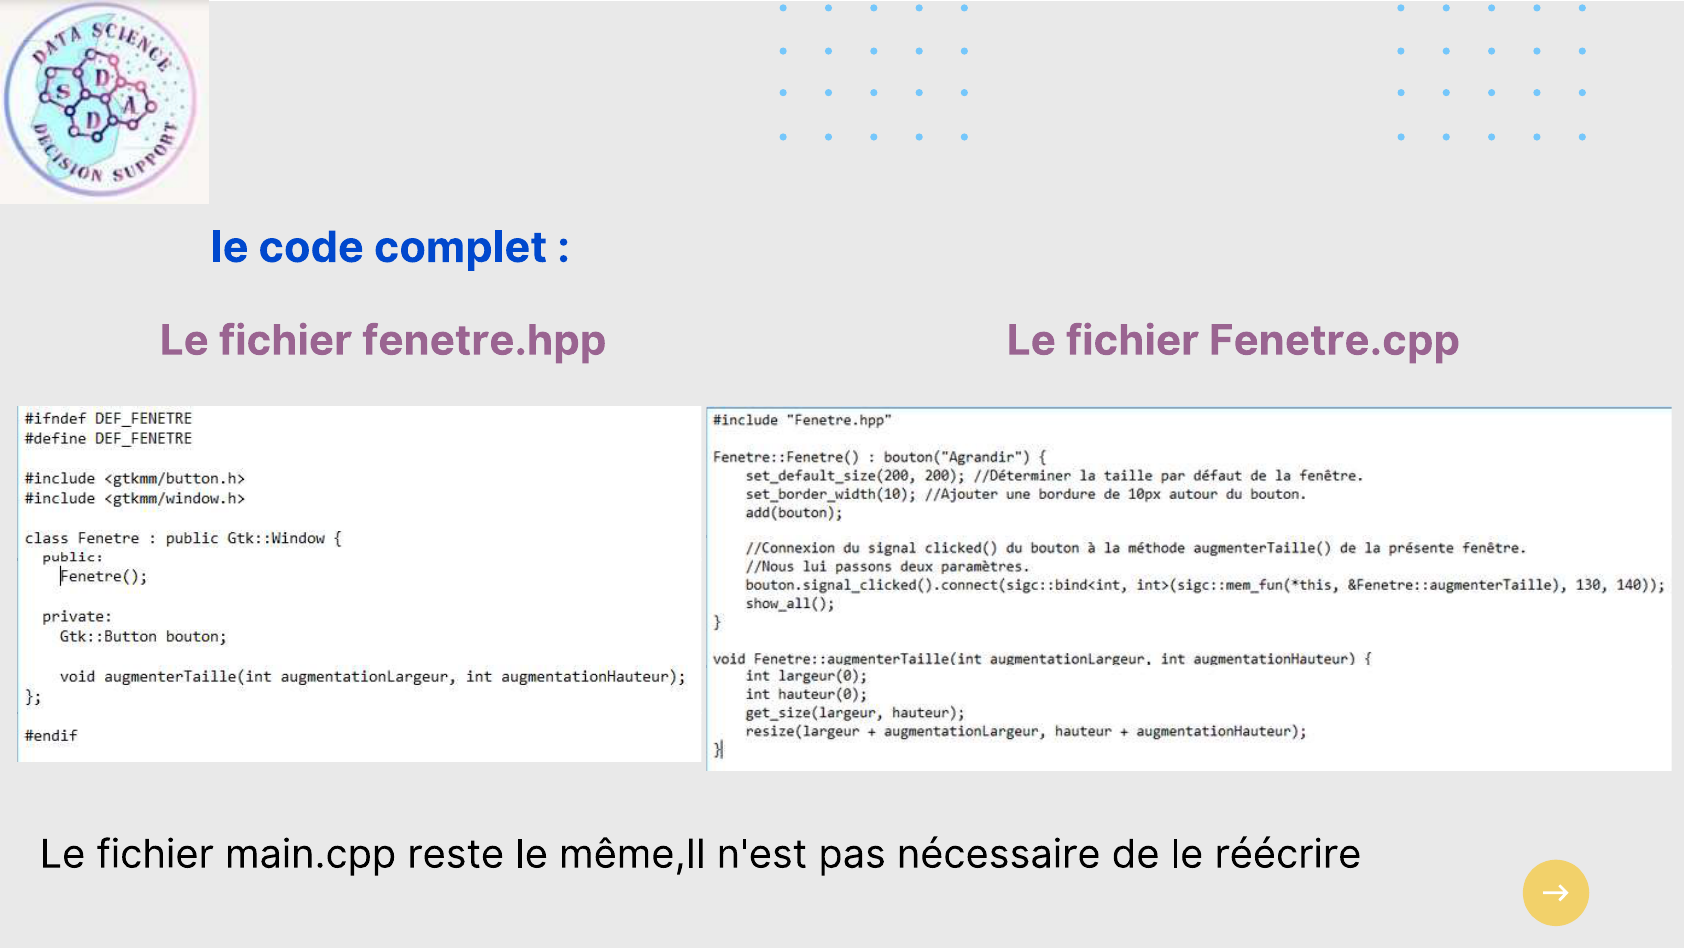 DATA SCIENCE
S D D A
DECISION SUPPORT
le code complet :
Le fichier fenetre.hpp
#ifndef DEF_FENETRE
#define DEF_FENETRE
#include <gtkmm/button.h>
#include <gtkmm/window.h>
class Fenetre : public Gtk::Window {
public:
Fenetre();
private:
Gtk::Button bouton;
void augmenterTaille(int augmentationLargeur, int augmentationHauteur);
};
#endif
Le fichier Fenetre.cpp
#include "Fenetre.hpp"
Fenetre::Fenetre() : bouton("Agrandir") {
set_default_size(200, 200); //Déterminer la taille par défaut de la fenêtre.
set_border_width(10); //Ajouter une bordure de 10px autour du bouton.
add(bouton);
//Connexion du signal clicked() du bouton à la méthode augmenterTaille() de la présente fenêtre.
//Nous lui passons deux paramètres.
bouton.signal_clicked().connect(sigc::bind<int, int>(sigc::mem_fun(*this, &Fenetre::augmenterTaille), 130, 140));
show_all();
}
void Fenetre::augmenterTaille(int augmentationLargeur, int augmentationHauteur) {
int largeur(0);
int hauteur(0);
get_size(largeur, hauteur);
resize(largeur + augmentationLargeur, hauteur + augmentationHauteur);
}
Le fichier main.cpp reste le même,Il n'est pas nécessaire de le réécrire